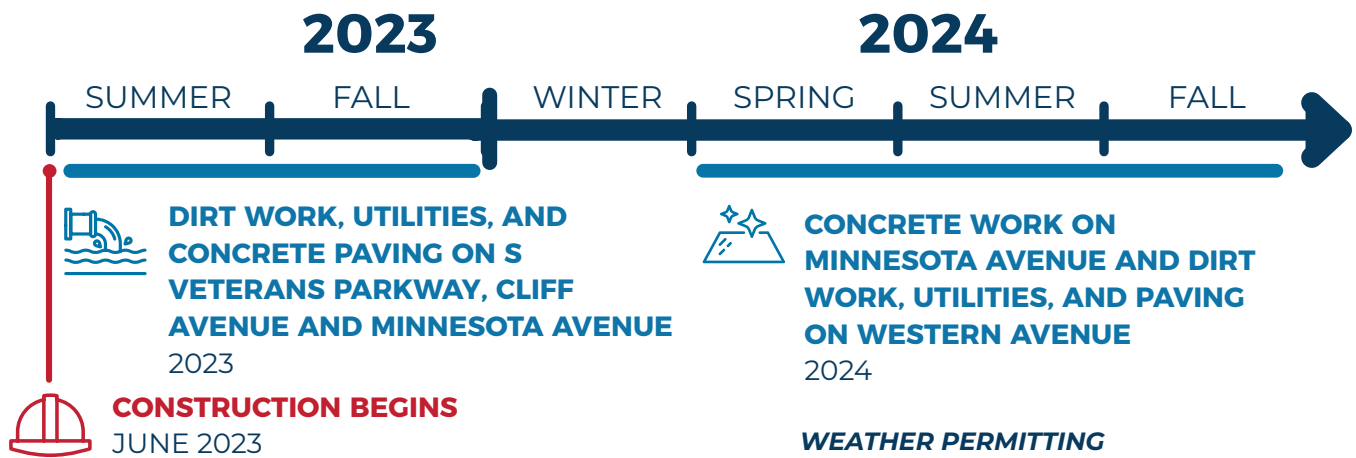 2023
2024
SUMMER
FALL
WINTER
SPRING
SUMMER
FALL
DIRT WORK, UTILITIES, AND
CONCRETE PAVING ON S
VETERANS PARKWAY, CLIFF
AVENUE AND MINNESOTA AVENUE
2023
CONSTRUCTION BEGINS
JUNE 2023
CONCRETE WORK ON
MINNESOTA AVENUE AND DIRT
WORK, UTILITIES, AND PAVING
ON WESTERN AVENUE
2024
WEATHER PERMITTING